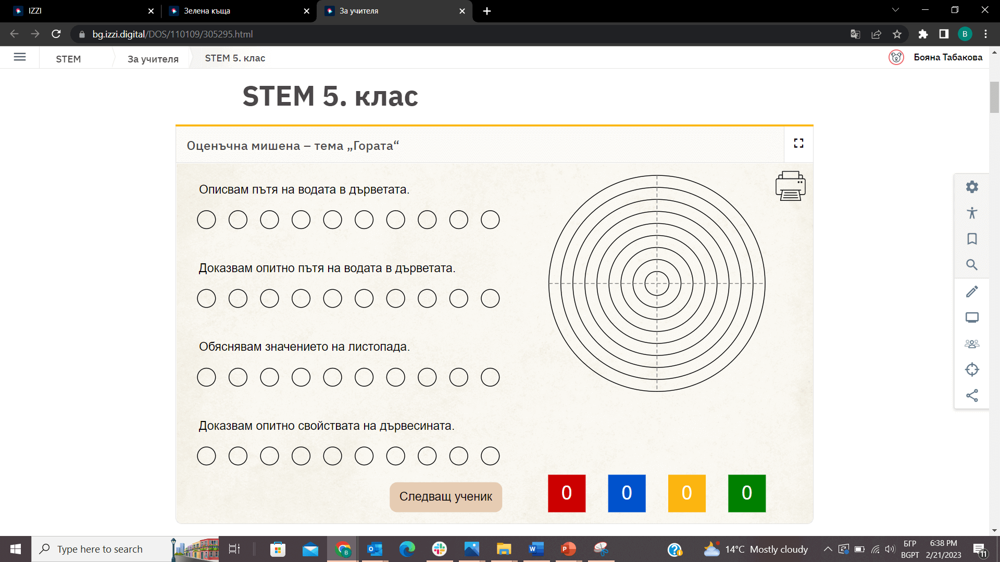 IZZI
Зелена къща
За учителя
bg.izzi.digital/DOS/110109/305295.html
B
STEM
За учителя
STEM 5. клас
Бояна Табакова
STEM 5. клас
Оценъчна мишена – тема „Гората“
Описвам пътя на водата в дърветата.
Доказвам опитно пътя на водата в дърветата.
Обяснявам значението на листопада.
Доказвам опитно свойствата на дървесината.
Следващ ученик
0 0 0 0
Type here to search
14°C Mostly cloudy
БГР
BGPT
6:38 PM
2/21/2023
11